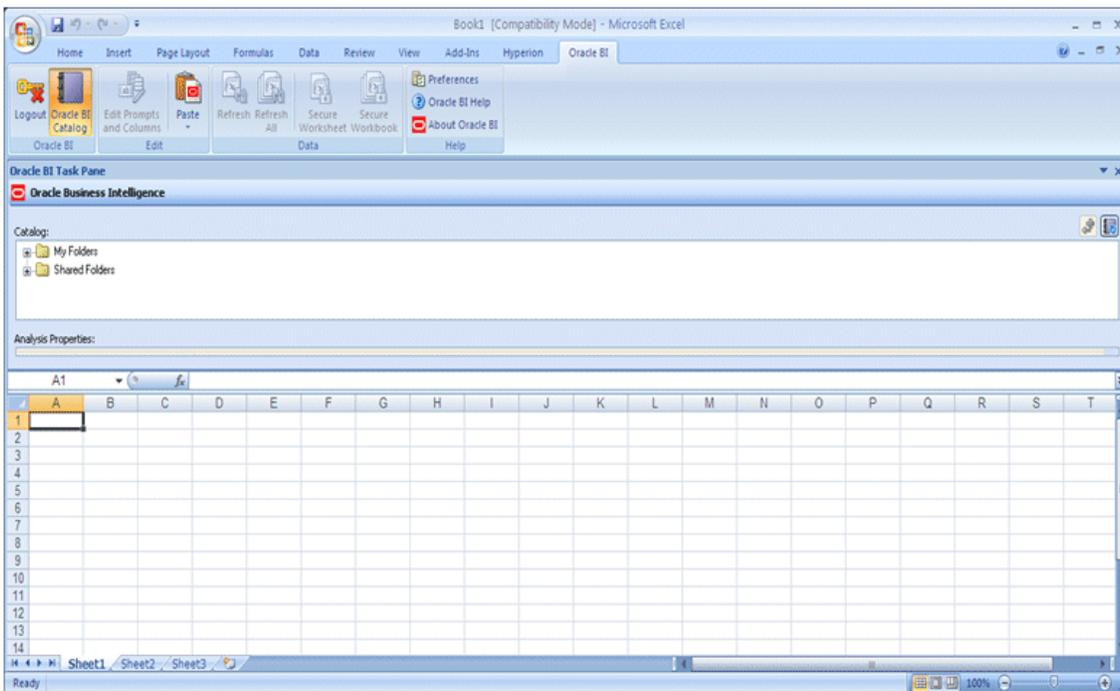 Book1 [Compatibility Mode] - Microsoft Excel
Home Insert Page Layout Formulas Data Review View Add-Ins Hyperion Oracle BI
Logout
Oracle BI Catalog
Oracle BI
Edit Prompts and Columns
Paste
Edit
Refresh
Refresh All
Secure Worksheet
Secure Workbook
Data
Preferences
Oracle BI Help
About Oracle BI
Help
Oracle BI Task Pane
Oracle Business Intelligence
Catalog:
My Folders
Shared Folders
Analysis Properties:
A1 fx
A B C D E F G H I J K L M N O P Q R S T
1
2
3
4
5
6
7
8
9
10
11
12
13
14
Sheet1 Sheet2 Sheet3
Ready 100%